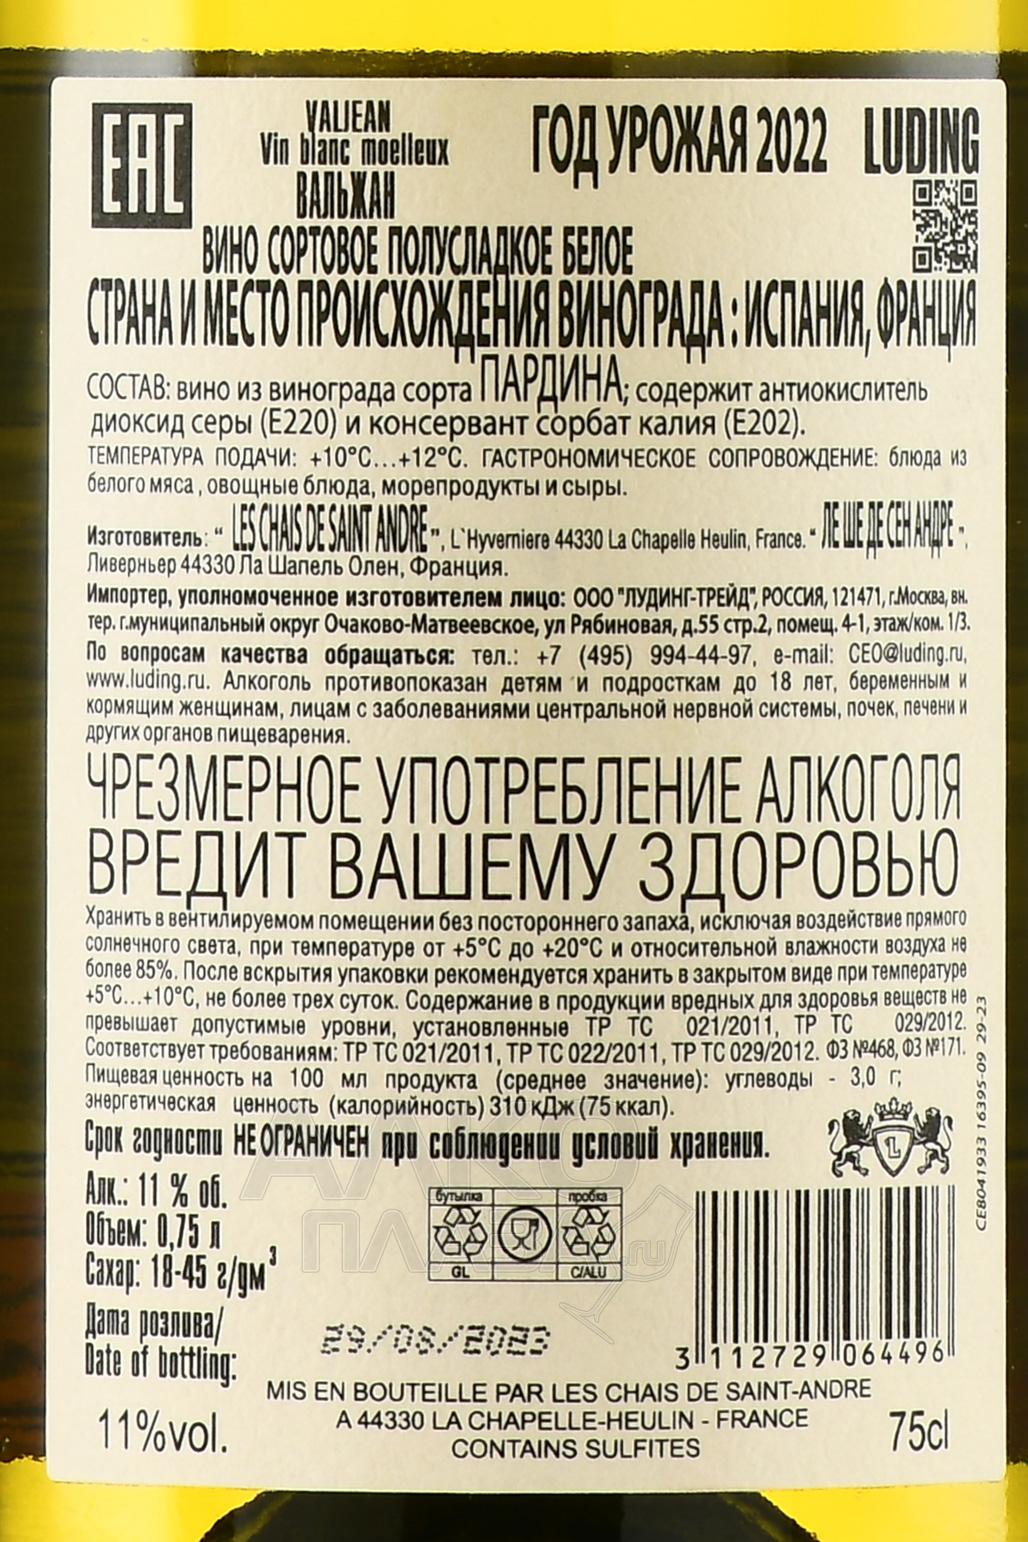 EAC
VALJEAN
Vin blanc moelleux
ВАЛЬЖАН
ГОД УРОЖАЯ 2022
LUDING
ВИНО СОРТОВОЕ ПОЛУСЛАДКОЕ БЕЛОЕ
СТРАНА И МЕСТО ПРОИСХОЖДЕНИЯ ВИНОГРАДА : ИСПАНИЯ, ФРАНЦИЯ
СОСТАВ: вино из винограда сорта ПАРДИНА; содержит антиокислитель
диоксид серы (Е220) и консервант сорбат калия (Е202).
ТЕМПЕРАТУРА ПОДАЧИ: +10°С...+12°С. ГАСТРОНОМИЧЕСКОЕ СОПРОВОЖДЕНИЕ: блюда из
белого мяса , овощные блюда, морепродукты и сыры.
Изготовитель: " LES CHAIS DE SAINT ANDRE ", L`Hyverniere 44330 La Chapelle Heulin, France. " ЛЕ ШЕ ДЕ СЕН АНДРЕ ",
Ливерньер 44330 Ла Шапель Олен, Франция.
Импортер, уполномоченное изготовителем лицо: ООО "ЛУДИНГ-ТРЕЙД", РОССИЯ, 121471, г.Москва, вн.
тер. г.муниципальный округ Очаково-Матвеевское, ул Рябиновая, д.55 стр.2, помещ. 4-1, этаж/ком. 1/3.
По вопросам качества обращаться: тел.: +7 (495) 994-44-97, e-mail: CEO@luding.ru,
www.luding.ru. Алкоголь противопоказан детям и подросткам до 18 лет, беременным и
кормящим женщинам, лицам с заболеваниями центральной нервной системы, почек, печени и
других органов пищеварения.
ЧРЕЗМЕРНОЕ УПОТРЕБЛЕНИЕ АЛКОГОЛЯ
ВРЕДИТ ВАШЕМУ ЗДОРОВЬЮ
Хранить в вентилируемом помещении без постороннего запаха, исключая воздействие прямого
солнечного света, при температуре от +5°С до +20°С и относительной влажности воздуха не
более 85%. После вскрытия упаковки рекомендуется хранить в закрытом виде при температуре
+5°С...+10°С, не более трех суток. Содержание в продукции вредных для здоровья веществ не
превышает допустимые уровни, установленные ТР ТС 021/2011, ТР ТС 029/2012.
Соответствует требованиям: ТР ТС 021/2011, ТР ТС 022/2011, ТР ТС 029/2012. ФЗ №468, ФЗ №171.
Пищевая ценность на 100 мл продукта (среднее значение): углеводы - 3,0 г;
энергетическая ценность (калорийность) 310 кДж (75 ккал).
Срок годности НЕ ОГРАНИЧЕН при соблюдении условий хранения.
L
CE8041933 16395-09 29-23
Алк.: 11 % об.
Объем: 0,75 л
Сахар: 18-45 г/дм³
бутылка пробка
GL C/ALU
АЛКО
ПЛАЗА.ru
Дата розлива/
Date of bottling:
29/08/2023
3 112729 064496
MIS EN BOUTEILLE PAR LES CHAIS DE SAINT-ANDRE
A 44330 LA CHAPELLE-HEULIN - FRANCE
CONTAINS SULFITES
11%vol.
75cl